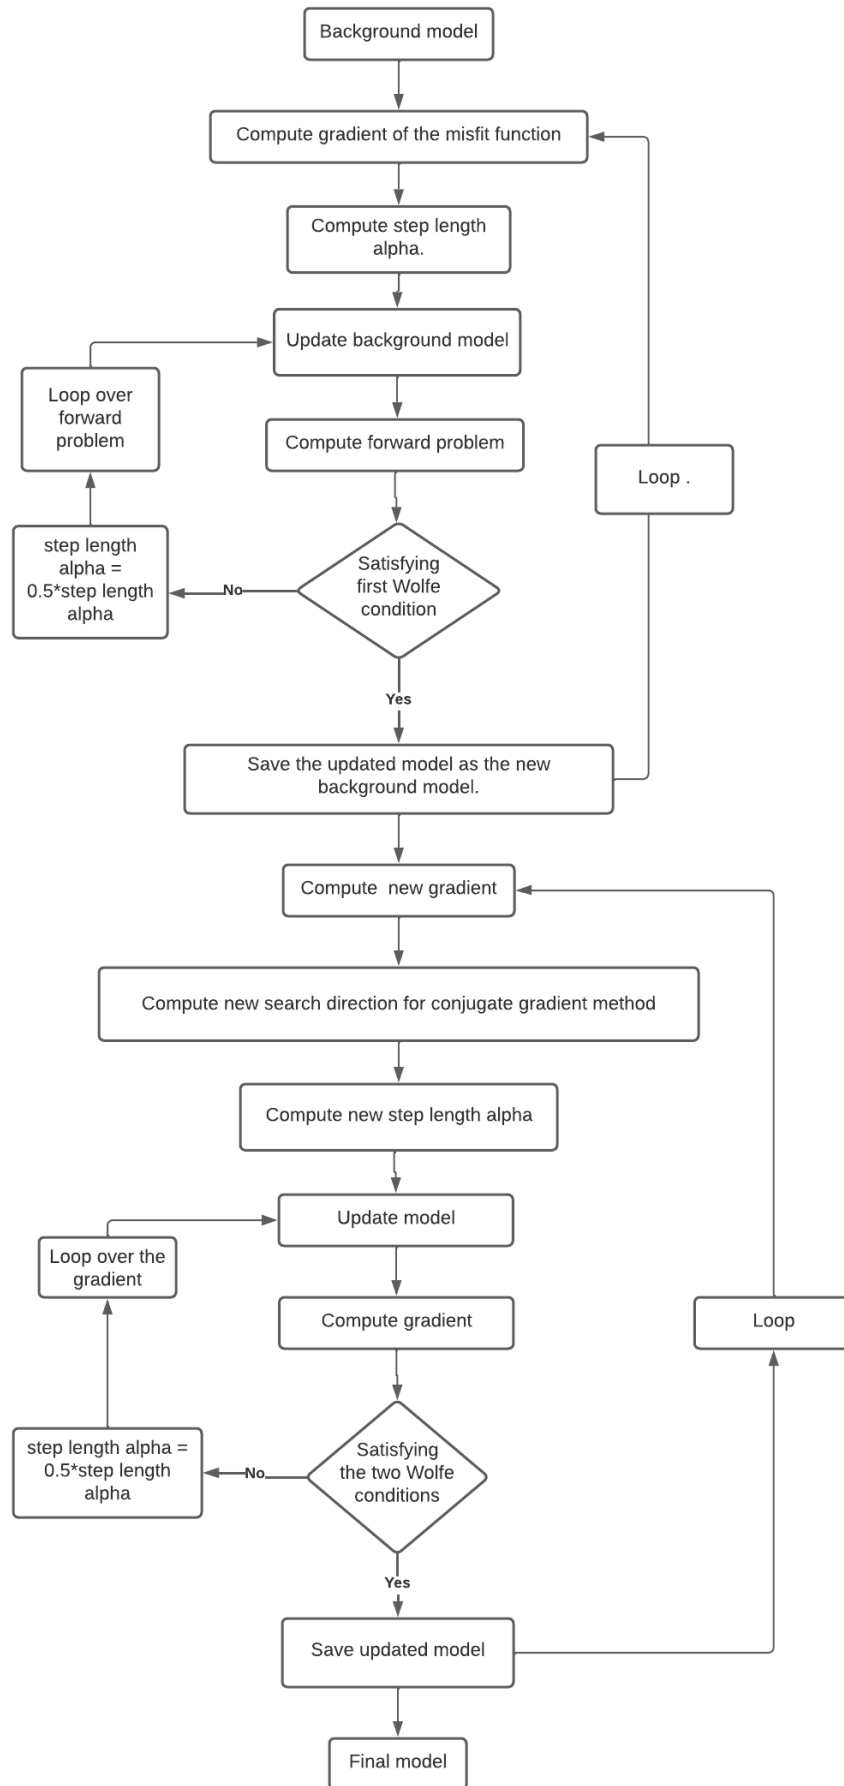 Background model
Compute gradient of the misfit function
Compute step length
alpha.
Update background model
Loop over
forward
problem
Compute forward problem
Loop .
step length
alpha =
0.5*step length
alpha
No
Satisfying
first Wolfe
condition
Yes
Save the updated model as the new
background model.
Compute  new gradient
Compute new search direction for conjugate gradient method
Compute new step length alpha
Update model
Loop over the
gradient
Compute gradient
Loop
step length alpha =
0.5*step length
alpha
No
Satisfying
the two Wolfe
conditions
Yes
Save updated model
Final model